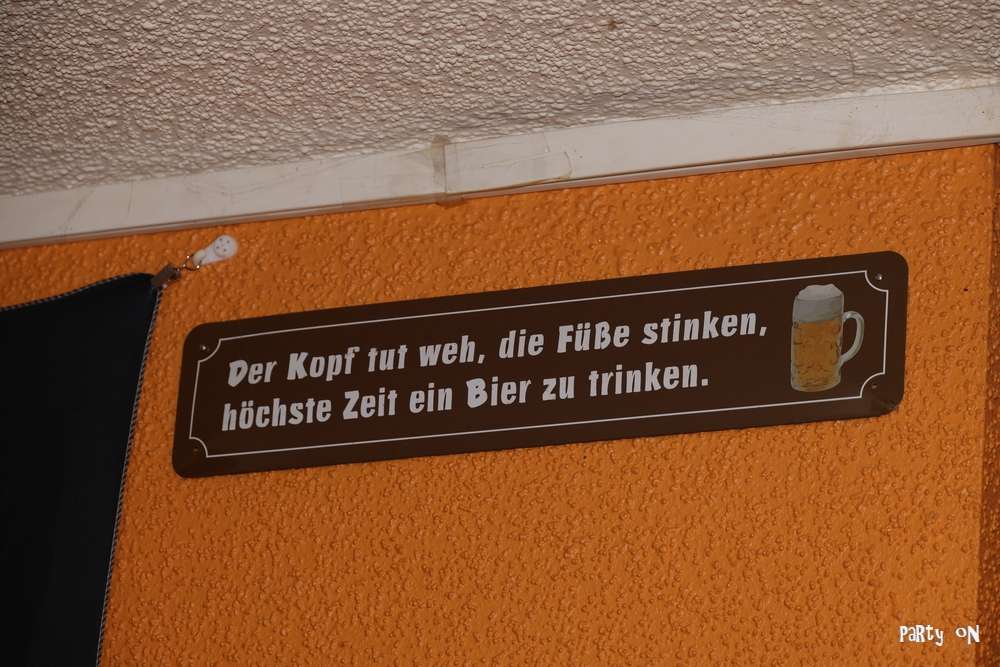 Der Kopf tut weh, die Füße stinken,
höchste Zeit ein Bier zu trinken.
Party on